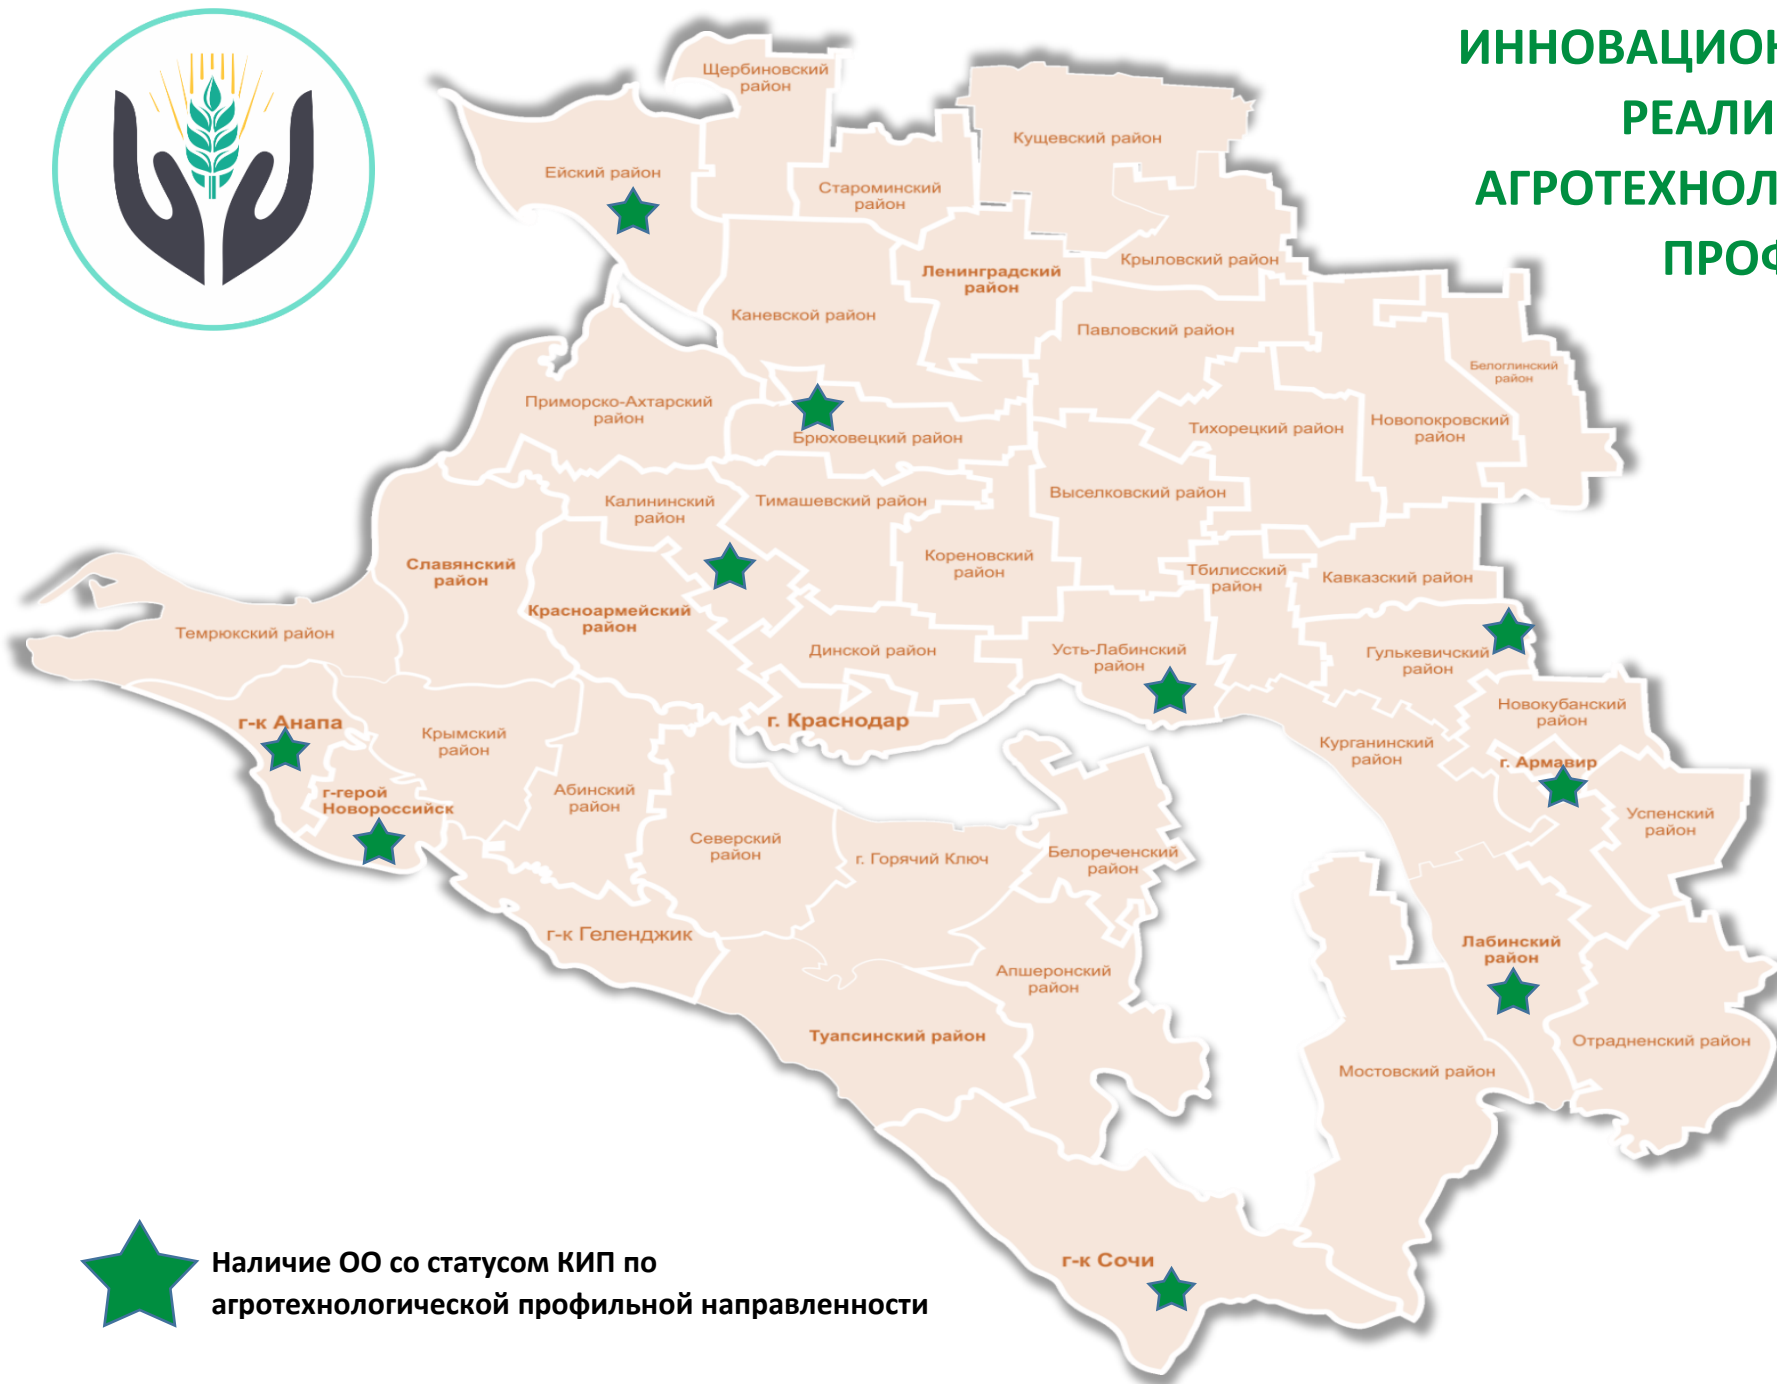 ИННОВАЦИОН
РЕАЛИ
АГРОТЕХНОЛ
ПРОФ
Щербиновский
район
Кущевский район
Ейский район
Староминский
район
Ленинградский
район
Крыловский район
Каневской район
Павловский район
Белоглинский
район
Приморско-Ахтарский
район
Брюховецкий район
Тихорецкий район
Новопокровский
район
Калининский
район
Тимашевский район
Выселковский район
Славянский
район
Кореновский
район
Тбилисский
район
Кавказский район
Красноармейский
район
Темрюкский район
Динской район
Усть-Лабинский
район
Гулькевичский
район
Новокубанский
район
г-к Анапа
Крымский
район
г. Краснодар
Курганинский
район
г. Армавир
г-герой
Новороссийск
Абинский
район
Успенский
район
Северский
район
г. Горячий Ключ
Белореченский
район
г-к Геленджик
Лабинский
район
Апшеронский
район
Туапсинский район
Отрадненский район
Мостовский район
г-к Сочи
Наличие ОО со статусом КИП по
агротехнологической профильной направленности